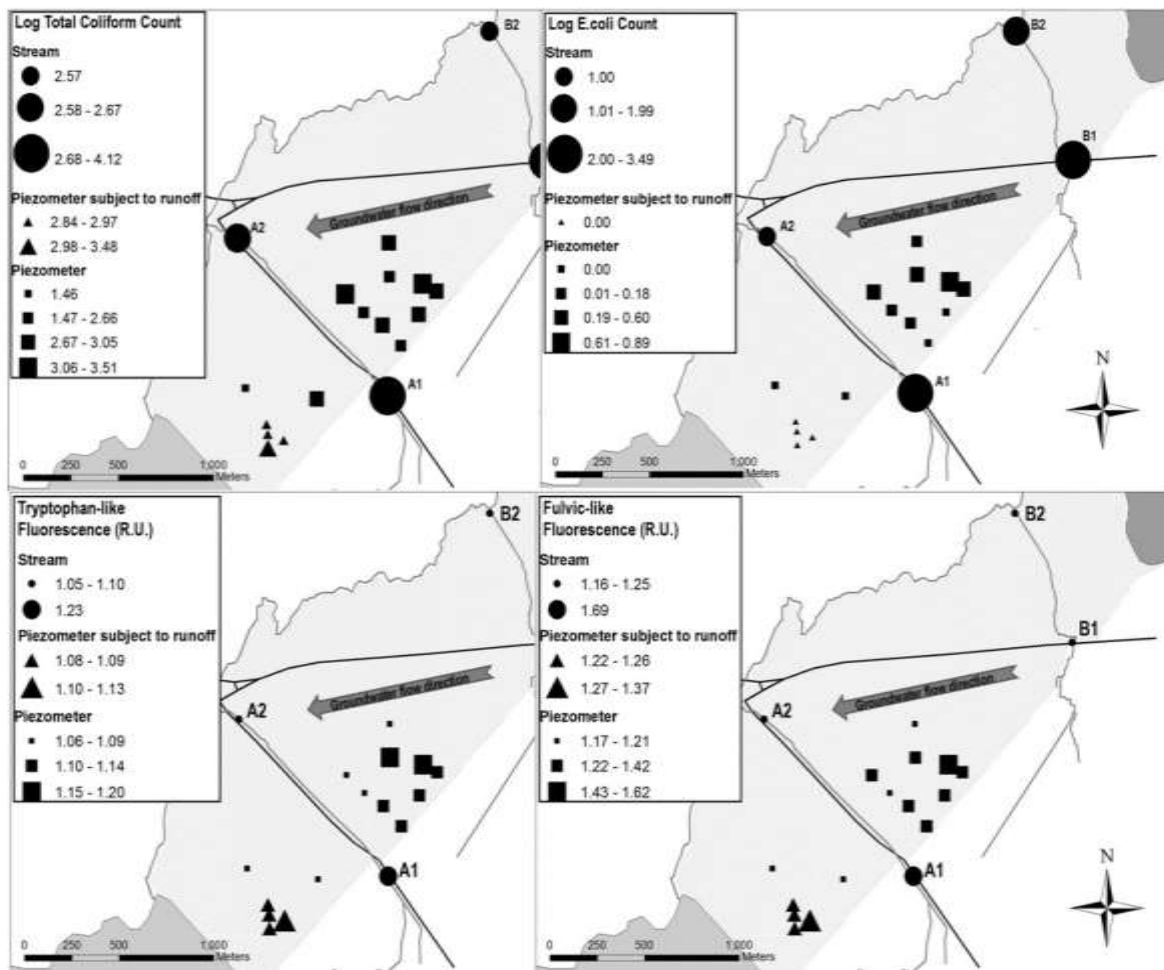 Log Total Coliform Count
Stream
2.57
2.58 - 2.67
2.68 - 4.12
Piezometer subject to runoff
2.84 - 2.97
2.98 - 3.48
Piezometer
1.46
1.47 - 2.66
2.67 - 3.05
3.06 - 3.51
B2
Groundwater flow direction
A2
A1
0 250 500 1,000
Meters
Log E.coli Count
Stream
1.00
1.01 - 1.99
2.00 - 3.49
Piezometer subject to runoff
0.00
Piezometer
0.00
0.01 - 0.18
0.19 - 0.60
0.61 - 0.89
B2
B1
Groundwater flow direction
A2
A1
N
0 250 500 1,000
Meters
Tryptophan-like
Fluorescence (R.U.)
Stream
1.05 - 1.10
1.23
Piezometer subject to runoff
1.08 - 1.09
1.10 - 1.13
Piezometer
1.06 - 1.09
1.10 - 1.14
1.15 - 1.20
B2
Groundwater flow direction
A2
A1
0 250 500 1,000
Meters
Fulvic-like
Fluorescence (R.U.)
Stream
1.16 - 1.25
1.69
Piezometer subject to runoff
1.22 - 1.26
1.27 - 1.37
Piezometer
1.17 - 1.21
1.22 - 1.42
1.43 - 1.62
B2
B1
Groundwater flow direction
A2
A1
N
0 250 500 1,000
Meters